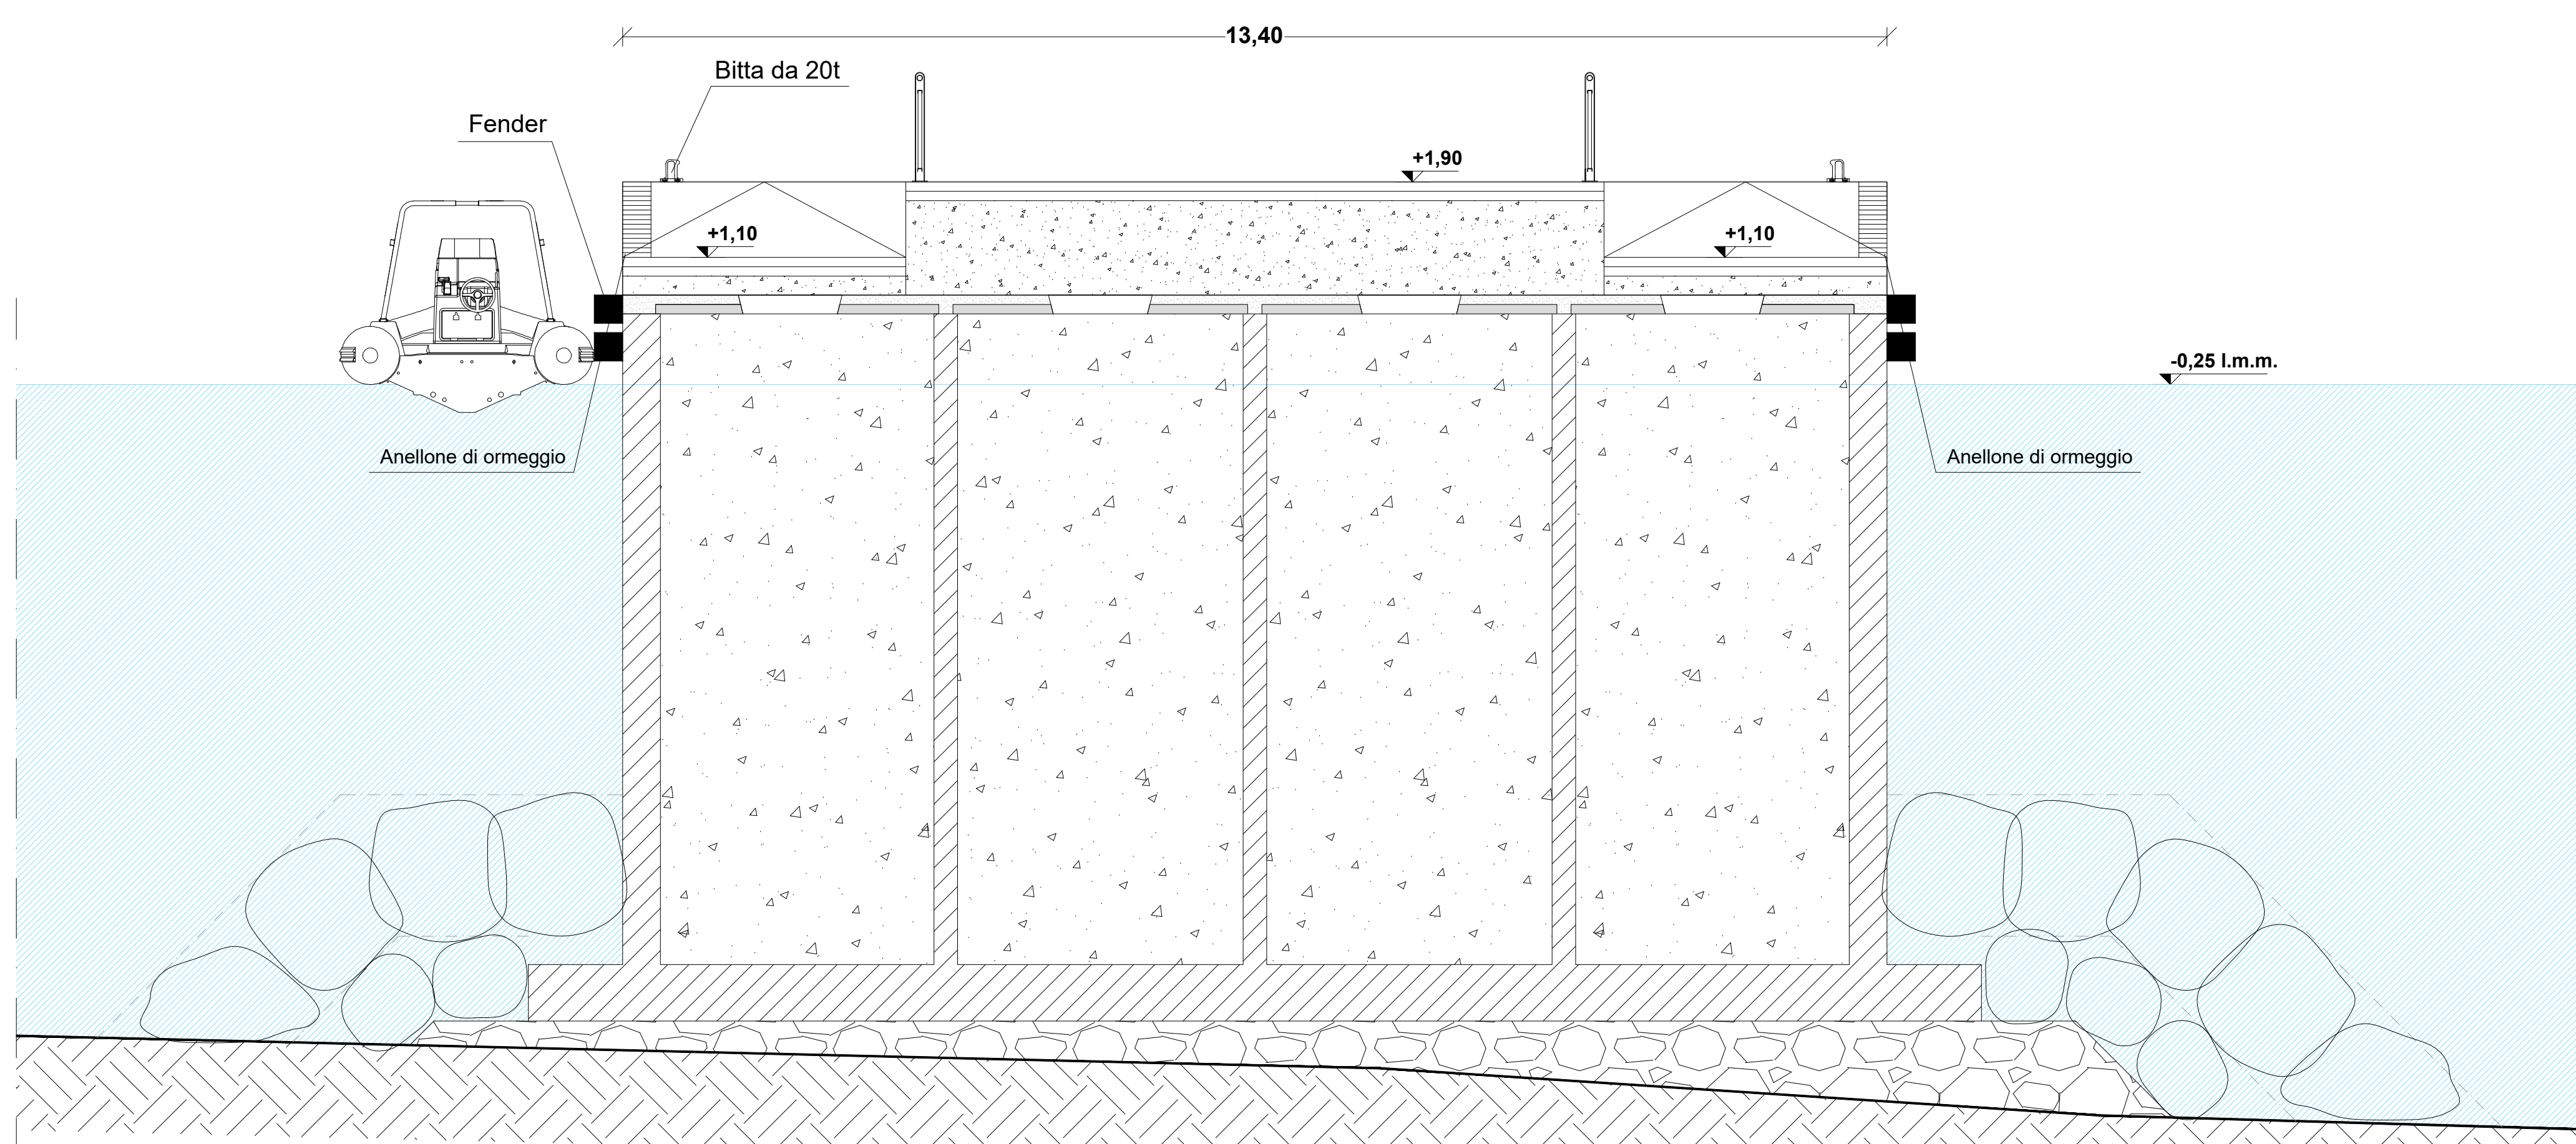 13,40
Bitta da 20t
Fender
+1,90
+1,10
+1,10
-0,25 l.m.m.
Anellone di ormeggio
Anellone di ormeggio